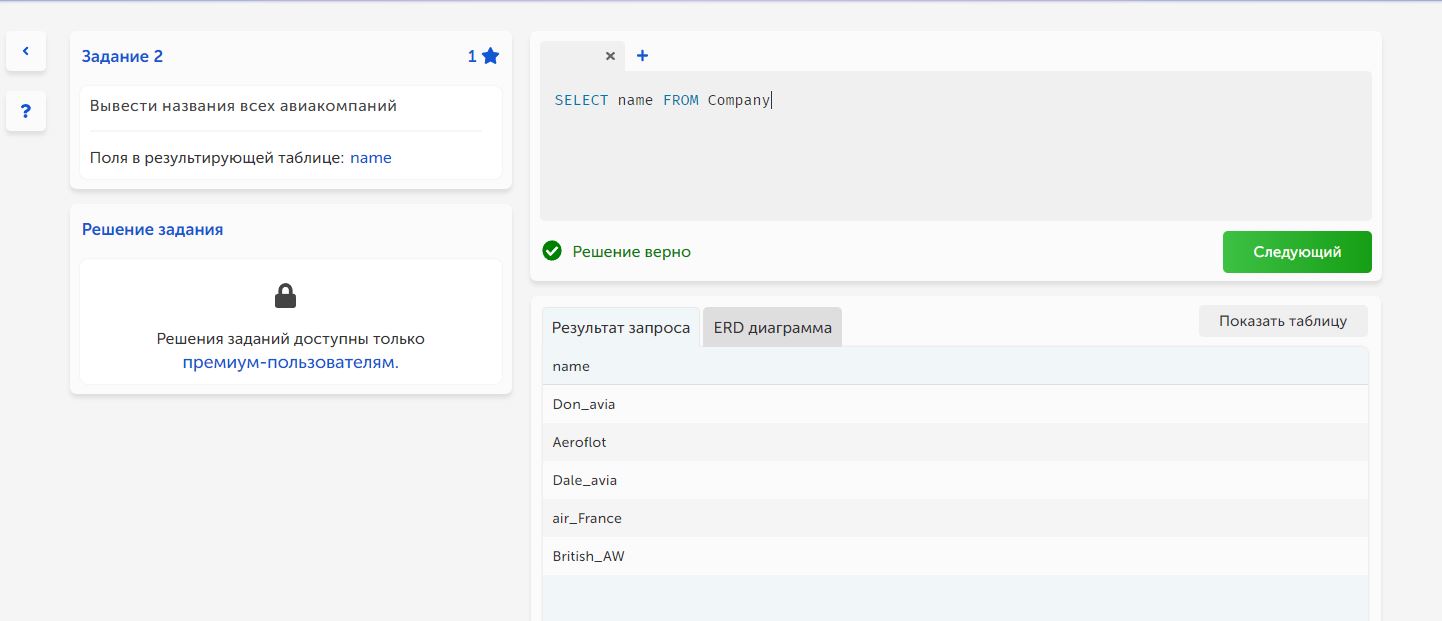 Задание 2
1
Вывести названия всех авиакомпаний
Поля в результирующей таблице: name
?
Решение задания
Решения заданий доступны только
премиум-пользователям.
SELECT name FROM Company
Решение верно
Следующий
Результат запроса
ERD диаграмма
Показать таблицу
name
Don_avia
Aeroflot
Dale_avia
air_France
British_AW